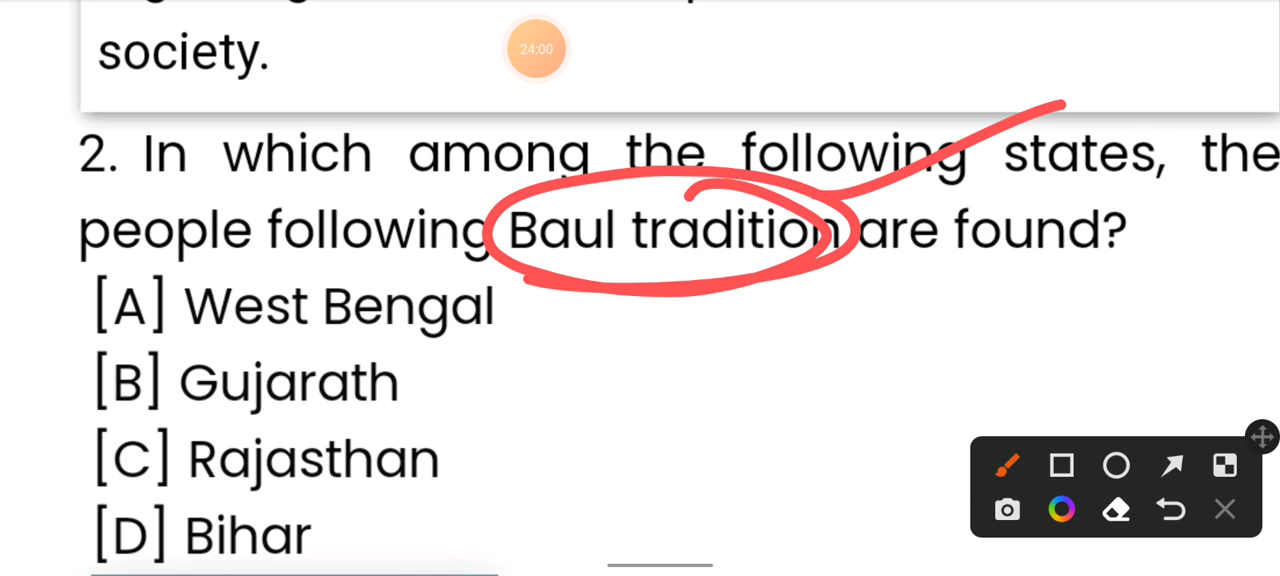 society.
24:00
2. In which among the following states, the
people following Baul tradition are found?
[A] West Bengal
[B] Gujarath
[C] Rajasthan
[D] Bihar